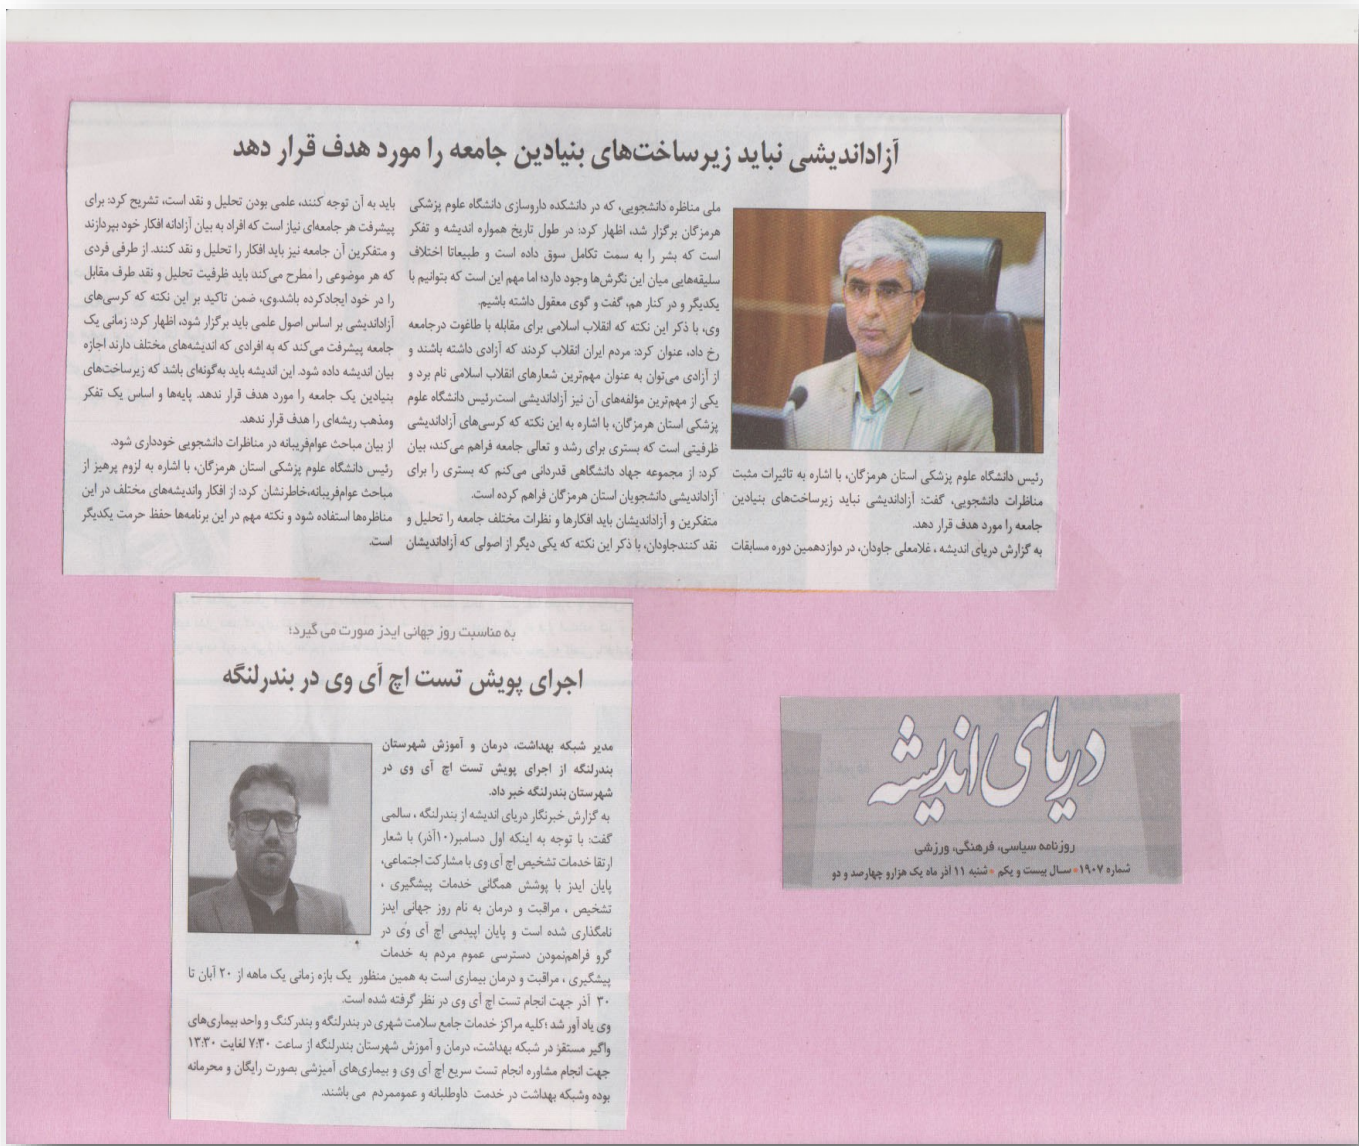 آزاداندیشی نباید زیرساخت‌های بنیادین جامعه را مورد هدف قرار دهد
رئیس دانشگاه علوم پزشکی استان هرمزگان، با اشاره به تاثیرات مثبت
مناظرات دانشجویی، گفت: آزاداندیشی نباید زیرساخت‌های بنیادین
جامعه را مورد هدف قرار دهد.
به گزارش دریای اندیشه ، غلامعلی جاودان، در دوازدهمین دوره مسابقات
ملی مناظره دانشجویی، که در دانشکده داروسازی دانشگاه علوم پزشکی
هرمزگان برگزار شد، اظهار کرد: در طول تاریخ همواره اندیشه و تفکر
است که بشر را به سمت تکامل سوق داده است و طبیعاتا اختلاف
سلیقه‌هایی میان این نگرش‌ها وجود دارد؛ اما مهم این است که بتوانیم با
یکدیگر و در کنار هم، گفت و گوی معقول داشته باشیم.
وی، با ذکر این نکته که انقلاب اسلامی برای مقابله با طاغوت درجامعه
رخ داد، عنوان کرد: مردم ایران انقلاب کردند که آزادی داشته باشند و
از آزادی می‌توان به عنوان مهم‌ترین شعارهای انقلاب اسلامی نام برد و
یکی از مهم‌ترین مؤلفه‌های آن نیز آزاداندیشی است.رئیس دانشگاه علوم
پزشکی استان هرمزگان، با اشاره به این نکته که کرسی‌های آزاداندیشی
ظرفیتی است که بستری برای رشد و تعالی جامعه فراهم می‌کند، بیان
کرد: از مجموعه جهاد دانشگاهی قدردانی می‌کنم که بستری را برای
آزاداندیشی دانشجویان استان هرمزگان فراهم کرده است.
متفکرین و آزاداندیشان باید افکارها و نظرات مختلف جامعه را تحلیل و
نقد کنندجاودان، با ذکر این نکته که یکی دیگر از اصولی که آزاداندیشان
باید به آن توجه کنند، علمی بودن تحلیل و نقد است، تشریح کرد: برای
پیشرفت هر جامعه‌ای نیاز است که افراد به بیان آزادانه افکار خود بپردازند
و متفکرین آن جامعه نیز باید افکار را تحلیل و نقد کنند. از طرفی فردی
که هر موضوعی را مطرح می‌کند باید ظرفیت تحلیل و نقد طرف مقابل
را در خود ایجادکرده باشدوی، ضمن تاکید بر این نکته که کرسی‌های
آزاداندیشی بر اساس اصول علمی باید برگزار شود، اظهار کرد: زمانی یک
جامعه پیشرفت می‌کند که به افرادی که اندیشه‌های مختلف دارند اجازه
بیان اندیشه داده شود. این اندیشه باید به‌گونه‌ای باشد که زیرساخت‌های
بنیادین یک جامعه را مورد هدف قرار ندهد. پایه‌ها و اساس یک تفکر
ومذهب ریشه‌ای را هدف قرار ندهد.
از بیان مباحث عوام‌فریبانه در مناظرات دانشجویی خودداری شود.
رئیس دانشگاه علوم پزشکی استان هرمزگان، با اشاره به لزوم پرهیز از
مباحث عوام‌فریبانه،خاطرنشان کرد: از افکار واندیشه‌های مختلف در این
مناظره‌ها استفاده شود و نکته مهم در این برنامه‌ها حفظ حرمت یکدیگر
است.
به مناسبت روز جهانی ایدز صورت می گیرد؛
اجرای پویش تست اچ آی وی در بندرلنگه
مدیر شبکه بهداشت، درمان و آموزش شهرستان
بندرلنگه از اجرای پویش تست اچ آی وی در
شهرستان بندرلنگه خبر داد.
به گزارش خبرنگار دریای اندیشه از بندرلنگه ، سالمی
گفت: با توجه به اینکه اول دسامبر(۱۰آذر) با شعار
ارتقا خدمات تشخیص اچ آی وی با مشارکت اجتماعی،
پایان ایدز با پوشش همگانی خدمات پیشگیری ،
تشخیص ، مراقبت و درمان به نام روز جهانی ایدز
نامگذاری شده است و پایان اپیدمی اچ آی وی در
گرو فراهم‌نمودن دسترسی عموم مردم به خدمات
پیشگیری ، مراقبت و درمان بیماری است به همین منظور یک بازه زمانی یک ماهه از ۲۰ آبان تا
۳۰ آذر جهت انجام تست اچ آی وی در نظر گرفته شده است.
وی یاد آور شد ؛کلیه مراکز خدمات جامع سلامت شهری در بندرلنگه و بندرکنگ و واحد بیماری‌های
واگیر مستقر در شبکه بهداشت، درمان و آموزش شهرستان بندرلنگه از ساعت ۷:۳۰ لغایت ۱۳:۳۰
جهت انجام مشاوره انجام تست سریع اچ آی وی و بیماری‌های آمیزشی بصورت رایگان و محرمانه
بوده وشبکه بهداشت در خدمت داوطلبانه و عموممردم می باشند.
دریای اندیشه
روزنامه سیاسی، فرهنگی، ورزشی
شماره ۱۹۰۷ * سـال بیست و یکم * شنبه ۱۱ آذر ماه یک هزارو چهارصد و دو